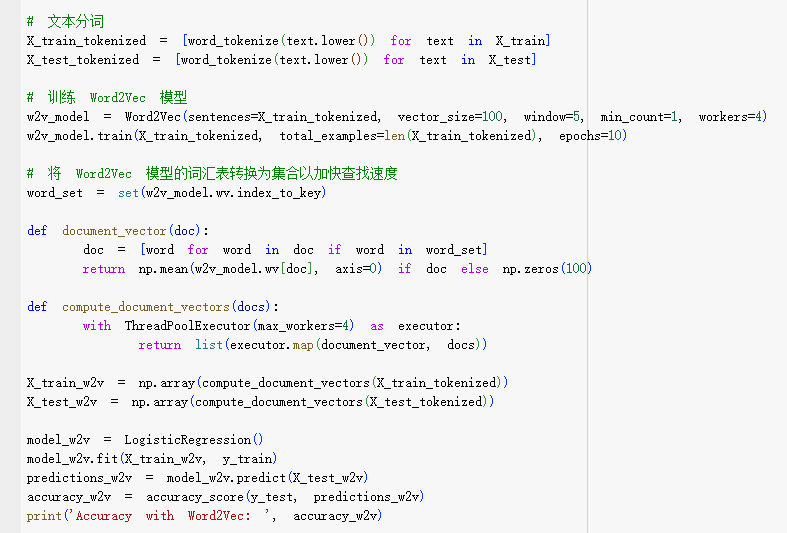 # 文本分词
X_train_tokenized = [word_tokenize(text.lower()) for text in X_train]
X_test_tokenized = [word_tokenize(text.lower()) for text in X_test]
# 训练 Word2Vec 模型
w2v_model = Word2Vec(sentences=X_train_tokenized, vector_size=100, window=5, min_count=1, workers=4)
w2v_model.train(X_train_tokenized, total_examples=len(X_train_tokenized), epochs=10)
# 将 Word2Vec 模型的词汇表转换为集合以加快查找速度
word_set = set(w2v_model.wv.index_to_key)
def document_vector(doc):
doc = [word for word in doc if word in word_set]
return np.mean(w2v_model.wv[doc], axis=0) if doc else np.zeros(100)
def compute_document_vectors(docs):
with ThreadPoolExecutor(max_workers=4) as executor:
return list(executor.map(document_vector, docs))
X_train_w2v = np.array(compute_document_vectors(X_train_tokenized))
X_test_w2v = np.array(compute_document_vectors(X_test_tokenized))
model_w2v = LogisticRegression()
model_w2v.fit(X_train_w2v, y_train)
predictions_w2v = model_w2v.predict(X_test_w2v)
accuracy_w2v = accuracy_score(y_test, predictions_w2v)
print('Accuracy with Word2Vec: ', accuracy_w2v)